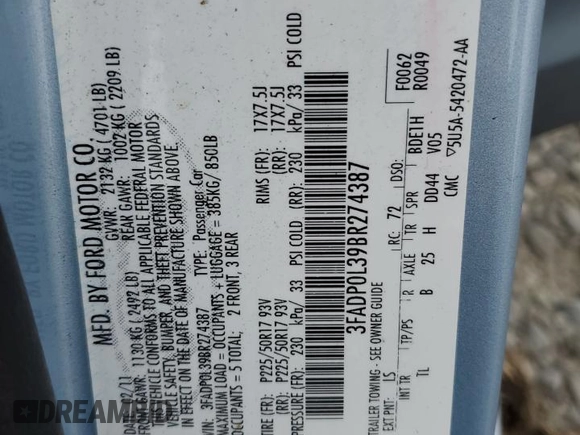 MFD. BY FORD MOTOR CO.
GVWR: 2132 KG ( 4701 LB)
1130 KG ( 2492 LB) REAR GAWR: 1002 KG ( 2209 LB)
VEHICLE CONFORMS TO ALL APPLICABLE FEDERAL MOTOR
VEHICLE SAFETY, BUMPER, AND THEFT PREVENTION STANDARDS
IN EFFECT ON THE DATE OF MANUFACTURE SHOWN ABOVE.
VIN: 3FADP0L39BR274387 TYPE: Passenger Car
MAXIMUM LOAD = OCCUPANTS + LUGGAGE = 385KG/ 850LB
OCCUPANTS = 5 TOTAL; 2 FRONT, 3 REAR
TIRE (FR): P225/50R17 93V RIMS (FR): 17X7.5J
TIRE (RR): P225/50R17 93V RIMS (RR): 17X7.5J
COLD (FR): 230 kPa/ 33 PSI COLD (RR): 230 kPa/ 33 PSI COLD
3FADP0L39BR274387
TRAILER TOWING - SEE OWNER GUIDE F0062
R0049
EXT PNT: LS RC: 72 DSO:
INT TR TP/PS R AXLE TR SPR BDE1H
TL B 25 H DD44 V05
CMC ▽5U5A-5420472-AA
DREAMBID